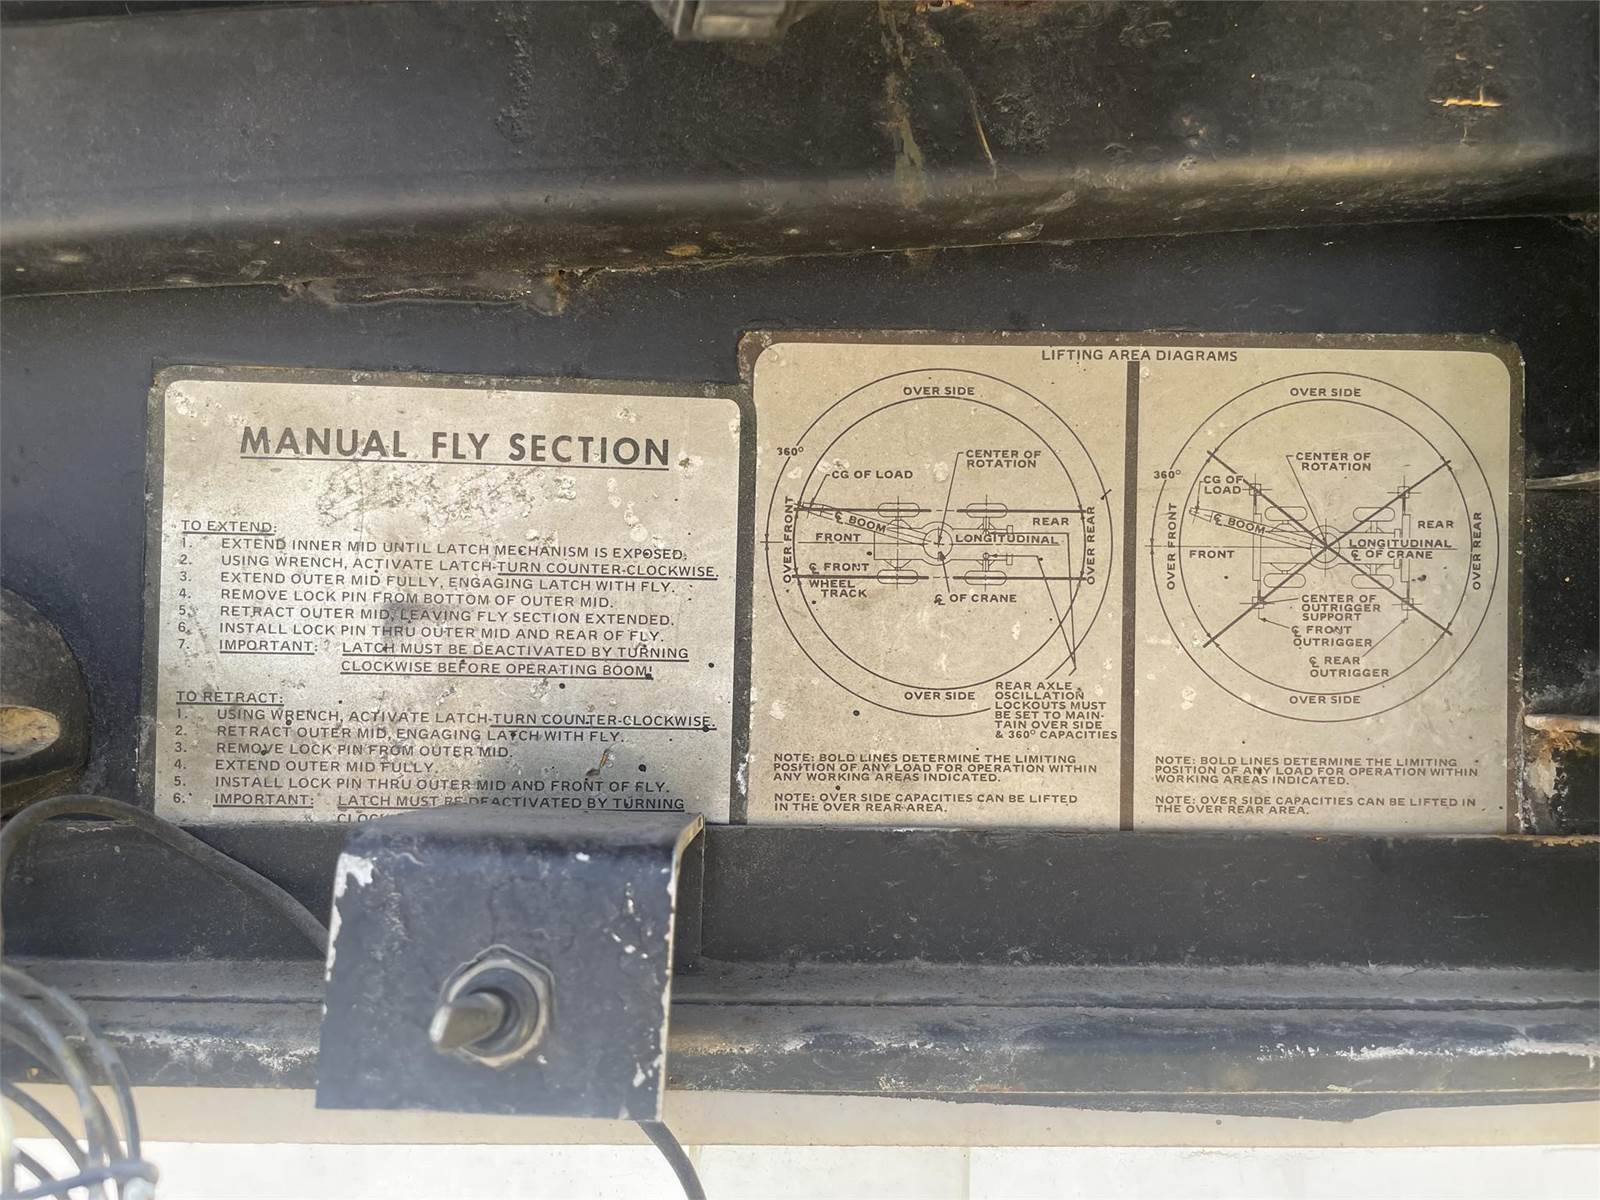 MANUAL FLY SECTION
TO EXTEND:
1. EXTEND INNER MID UNTIL LATCH MECHANISM IS EXPOSED.
2. USING WRENCH, ACTIVATE LATCH-TURN COUNTER-CLOCKWISE.
3. EXTEND OUTER MID FULLY, ENGAGING LATCH WITH FLY.
4. REMOVE LOCK PIN FROM BOTTOM OF OUTER MID.
5. RETRACT OUTER MID, LEAVING FLY SECTION EXTENDED.
6. INSTALL LOCK PIN THRU OUTER MID AND REAR OF FLY.
7. IMPORTANT: LATCH MUST BE DEACTIVATED BY TURNING
CLOCKWISE BEFORE OPERATING BOOM!
TO RETRACT:
1. USING WRENCH, ACTIVATE LATCH-TURN COUNTER-CLOCKWISE.
2. RETRACT OUTER MID, ENGAGING LATCH WITH FLY.
3. REMOVE LOCK PIN FROM OUTER MID.
4. EXTEND OUTER MID FULLY.
5. INSTALL LOCK PIN THRU OUTER MID AND FRONT OF FLY.
6. IMPORTANT: LATCH MUST BE DEACTIVATED BY TURNING
LIFTING AREA DIAGRAMS
OVER SIDE
360°
CENTER OF
ROTATION
CG OF LOAD
℄ BOOM
OVER FRONT
FRONT
REAR
LONGITUDINAL
OVER REAR
℄ FRONT
WHEEL
TRACK
℄ OF CRANE
OVER SIDE
REAR AXLE
OSCILLATION
LOCKOUTS MUST
BE SET TO MAIN-
TAIN OVER SIDE
& 360° CAPACITIES
NOTE: BOLD LINES DETERMINE THE LIMITING
POSITION OF ANY LOAD FOR OPERATION WITHIN
ANY WORKING AREAS INDICATED.
NOTE: OVER SIDE CAPACITIES CAN BE LIFTED
IN THE OVER REAR AREA.
OVER SIDE
360°
CENTER OF
ROTATION
CG OF
LOAD
℄ BOOM
OVER FRONT
FRONT
REAR
LONGITUDINAL
℄ OF CRANE
OVER REAR
CENTER OF
OUTRIGGER
SUPPORT
℄ FRONT
OUTRIGGER
℄ REAR
OUTRIGGER
OVER SIDE
NOTE: BOLD LINES DETERMINE THE LIMITING
POSITION OF ANY LOAD FOR OPERATION WITHIN
WORKING AREAS INDICATED.
NOTE: OVER SIDE CAPACITIES CAN BE LIFTED IN
THE OVER REAR AREA.